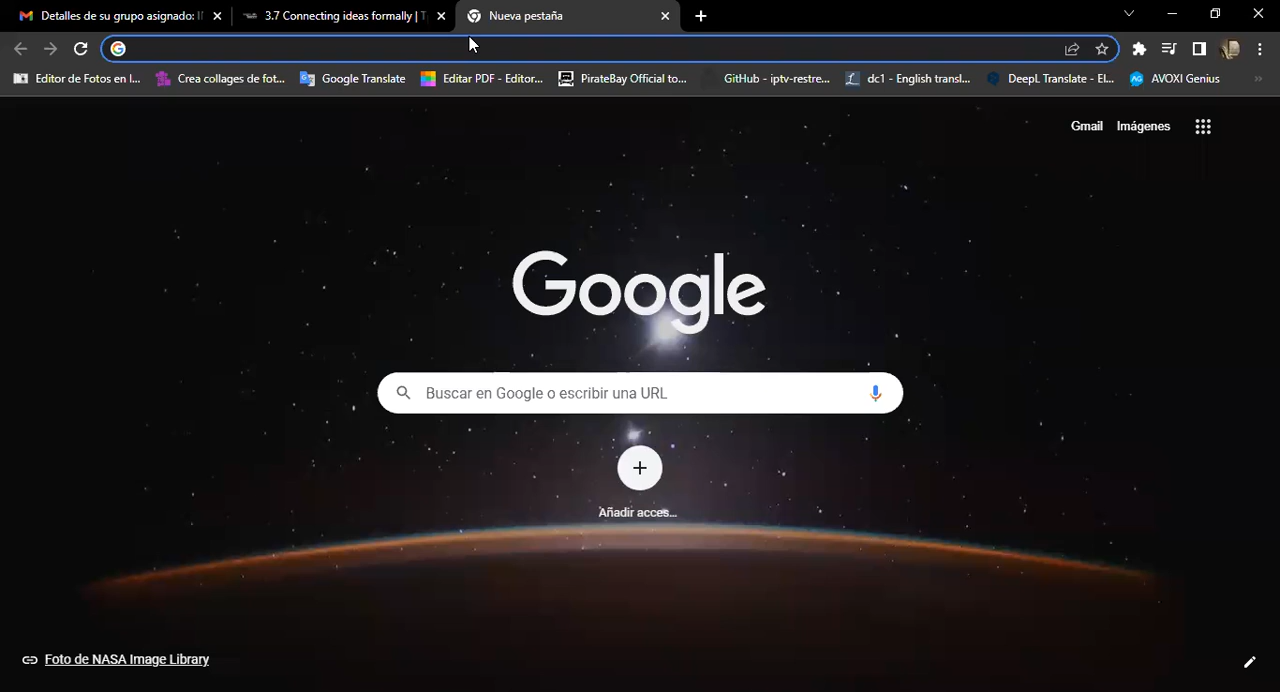 Detalles de su grupo asignado:
3.7 Connecting ideas formally |
Nueva pestaña
Editor de Fotos en l...
Crea collages de fot...
Google Translate
Editar PDF - Editor...
PirateBay Official to...
GitHub - iptv-restre...
dc1 - English transl...
DeepL Translate - El...
AVOXI Genius
Gmail
Imágenes
Google
Buscar en Google o escribir una URL
Añadir acces...
Foto de NASA Image Library